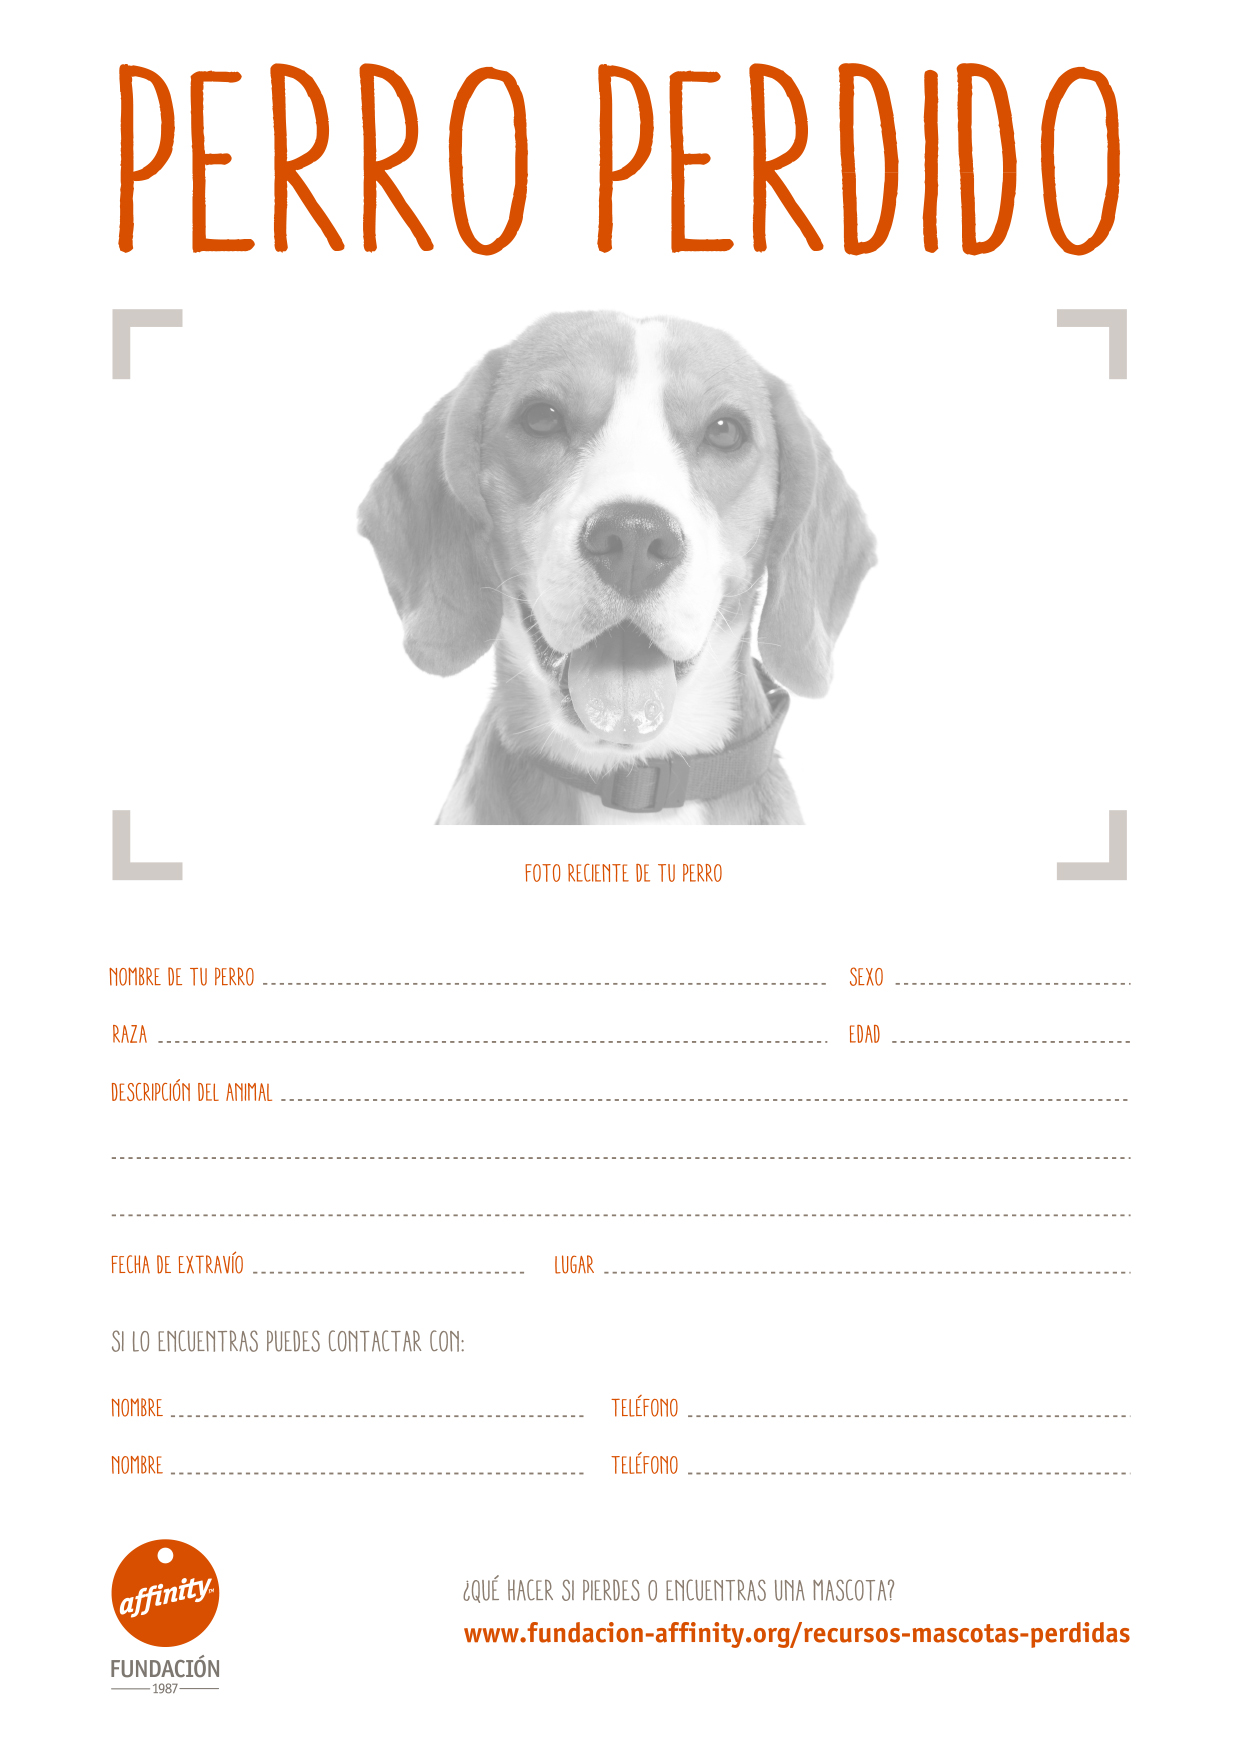 PERRO PERDIDO
FOTO RECIENTE DE TU PERRO
NOMBRE DE TU PERRO SEXO
RAZA EDAD
DESCRIPCIÓN DEL ANIMAL
FECHA DE EXTRAVÍO LUGAR
SI LO ENCUENTRAS PUEDES CONTACTAR CON:
NOMBRE TELÉFONO
NOMBRE TELÉFONO
affinity™
FUNDACIÓN
1987
¿QUÉ HACER SI PIERDES O ENCUENTRAS UNA MASCOTA?
www.fundacion-affinity.org/recursos-mascotas-perdidas